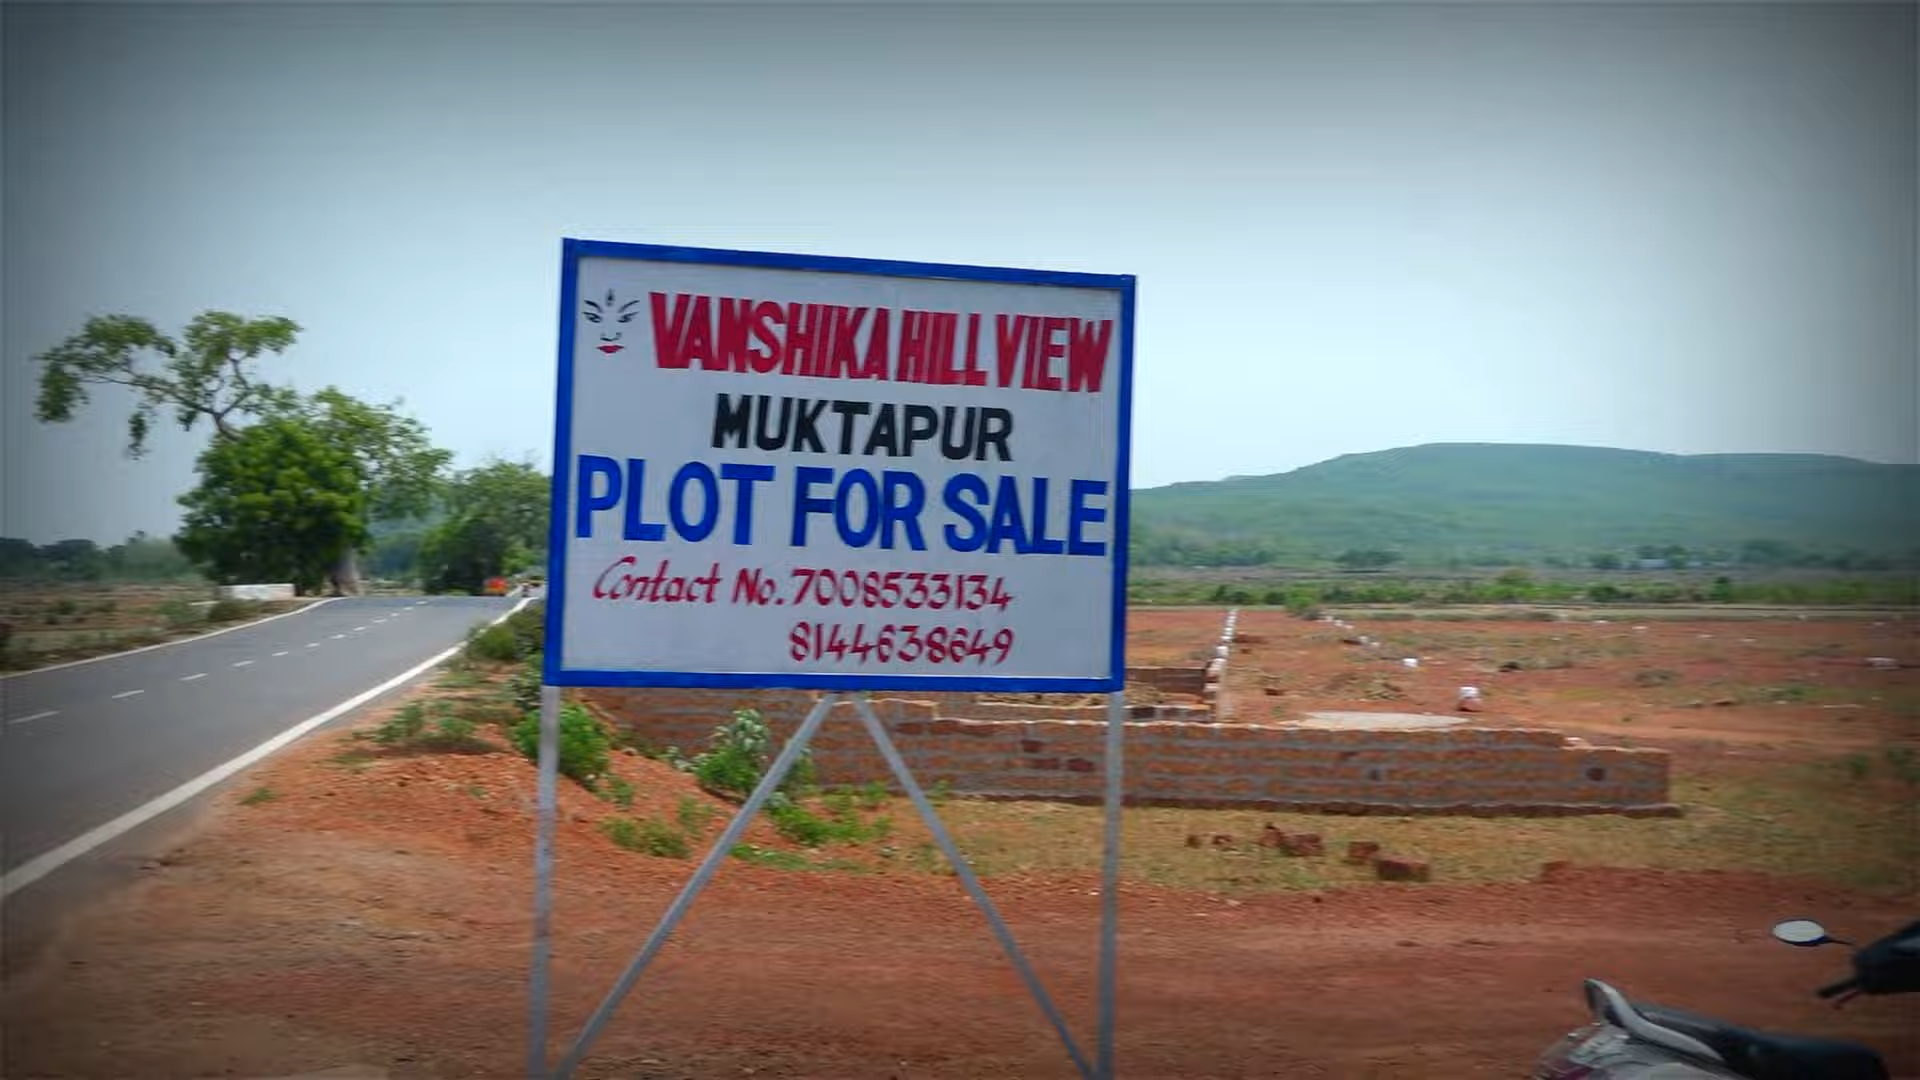 VANSHIKA HILL VIEW
MUKTAPUR
PLOT FOR SALE
Contact No. 7008533134
8144638649